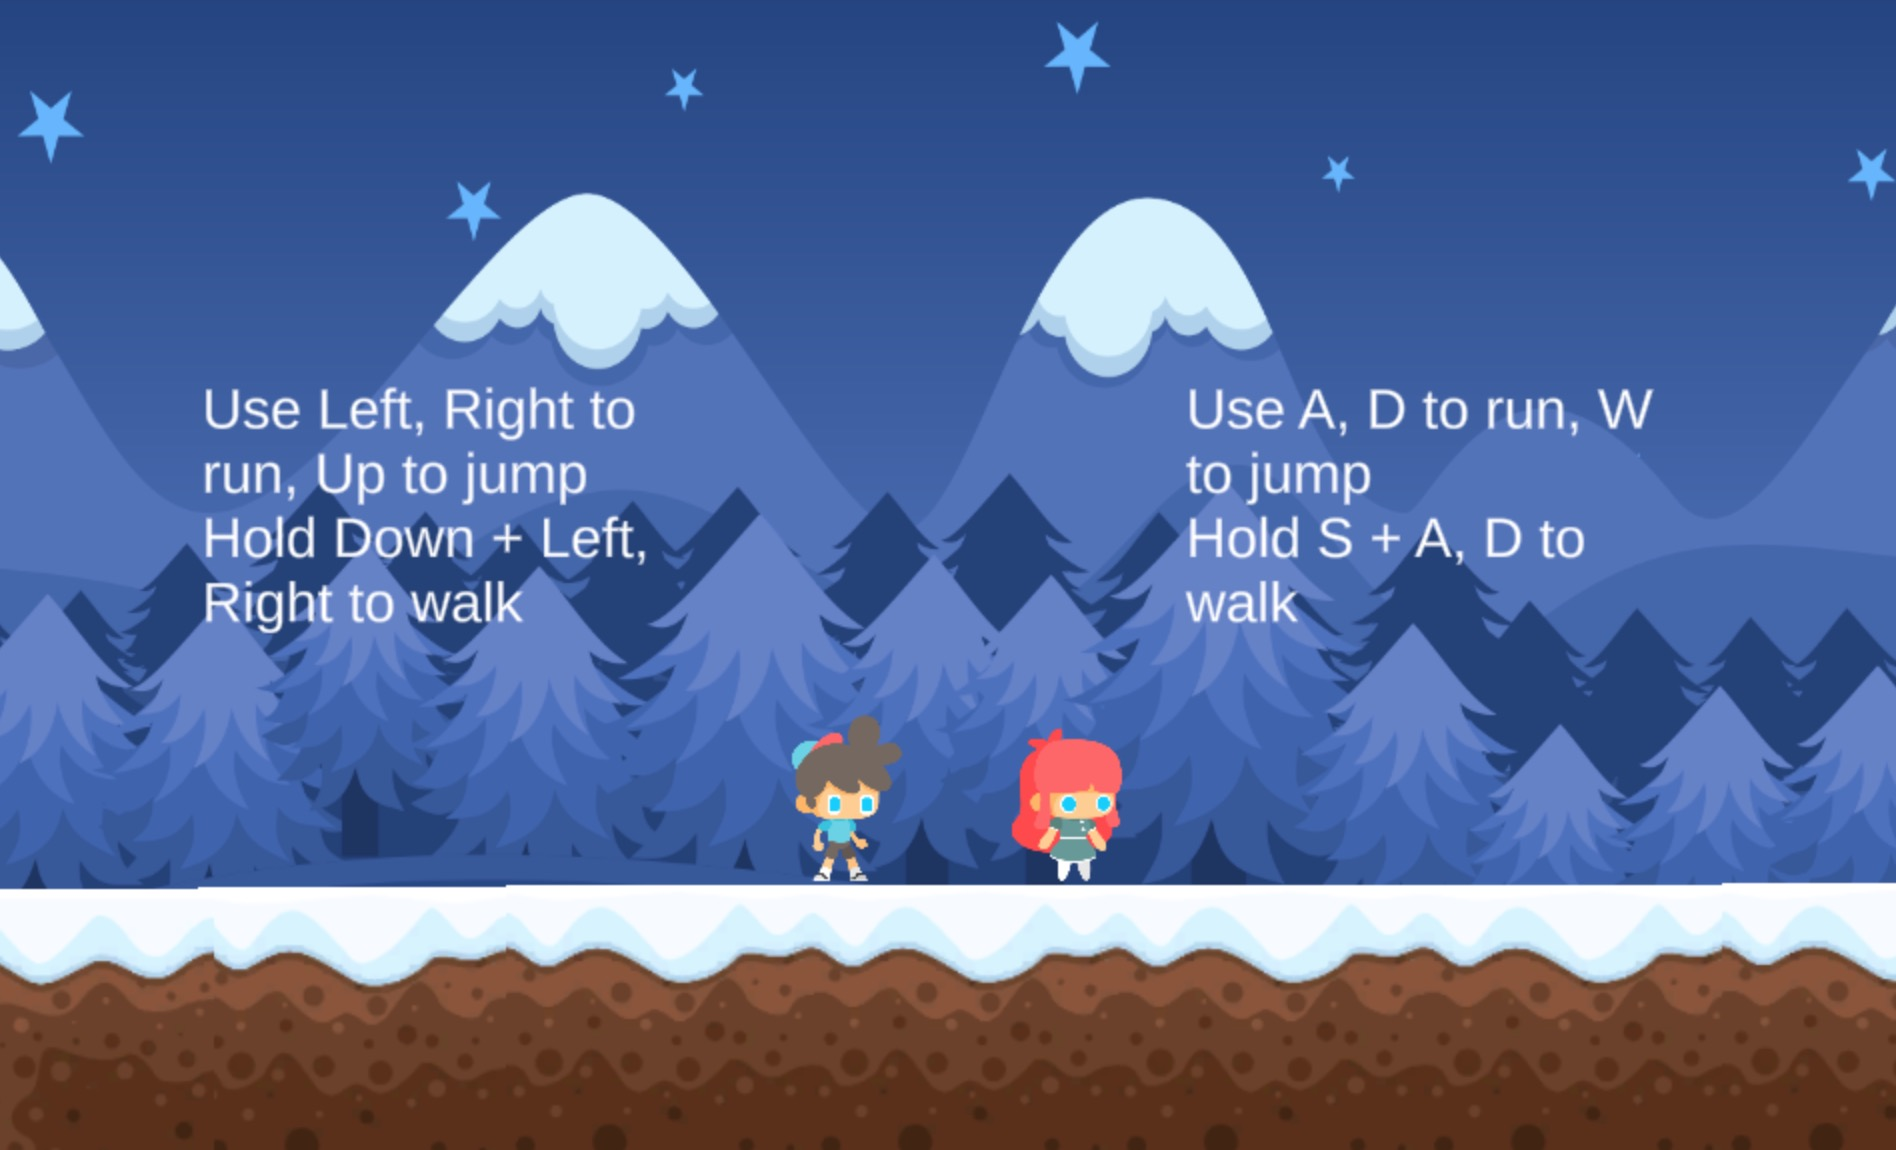 Use Left, Right to
run, Up to jump
Hold Down + Left,
Right to walk
Use A, D to run, W
to jump
Hold S + A, D to
walk